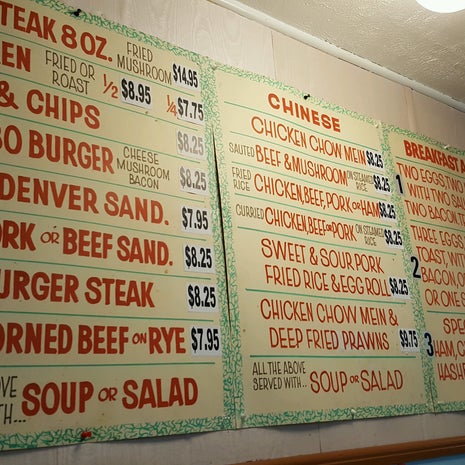 TEAK 8 OZ. FRIED MUSHROOM $14.95
EN FRIED OR ROAST 1/2 $8.95 1/4 $7.75
& CHIPS $8.25
BO BURGER CHEESE MUSHROOM BACON $8.25
DENVER SAND. $7.95
ORK OR BEEF SAND. $8.25
URGER STEAK $8.25
ORNED BEEF ON RYE $7.95
OVE
TH... SOUP OR SALAD
CHINESE
CHICKEN CHOW MEIN $8.25
SAUTED BEEF & MUSHROOM ON STEAMED RICE $8.25
FRIED RICE CHICKEN, BEEF, PORK OR HAM $8.25
CURRIED CHICKEN, BEEF OR PORK ON STEAMED RICE $8.25
SWEET & SOUR PORK
FRIED RICE & EGG ROLL $8.25
CHICKEN CHOW MEIN &
DEEP FRIED PRAWNS $9.75
ALL THE ABOVE
SERVED WITH.. SOUP OR SALAD
BREAKFAST
1 TWO EGGS, TWO
WITH TWO SA
TWO BACON, T
2 THREE EGGS
TOAST, WIT
BACON, O
OR ONE S
3 SPE
HAM, O
HASH